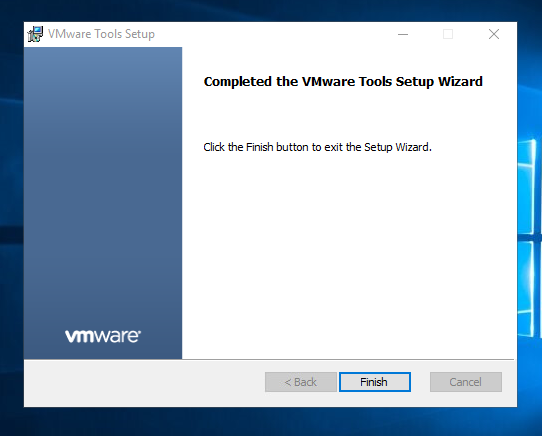 VMware Tools Setup
Completed the VMware Tools Setup Wizard
Click the Finish button to exit the Setup Wizard.
vmware®
< Back
Finish
Cancel